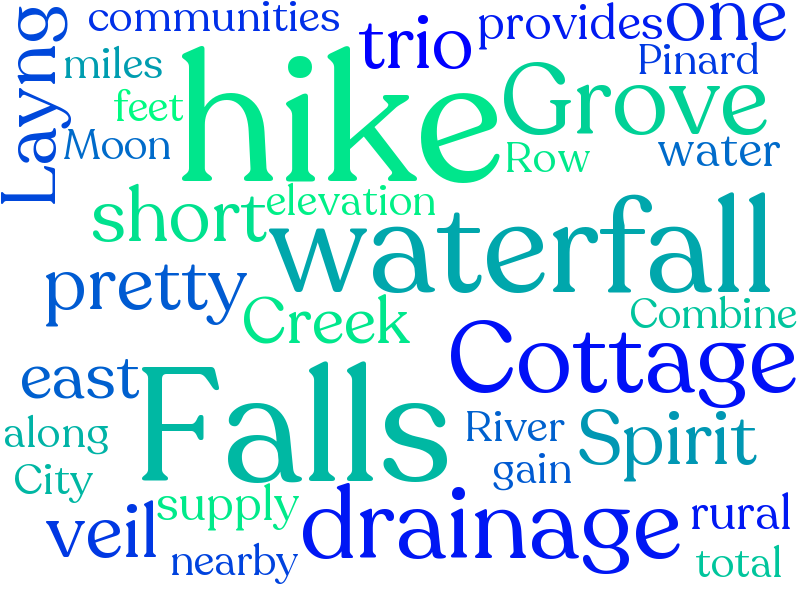 communities
provides
one
Layng
trio
miles
Pinard
hike
Grove
feet
Moon
Row
water
short
elevation
waterfall
pretty
Creek
Combine
Cottage
east
Falls
along
River
Spirit
City
gain
supply
veil
drainage
rural
nearby
total